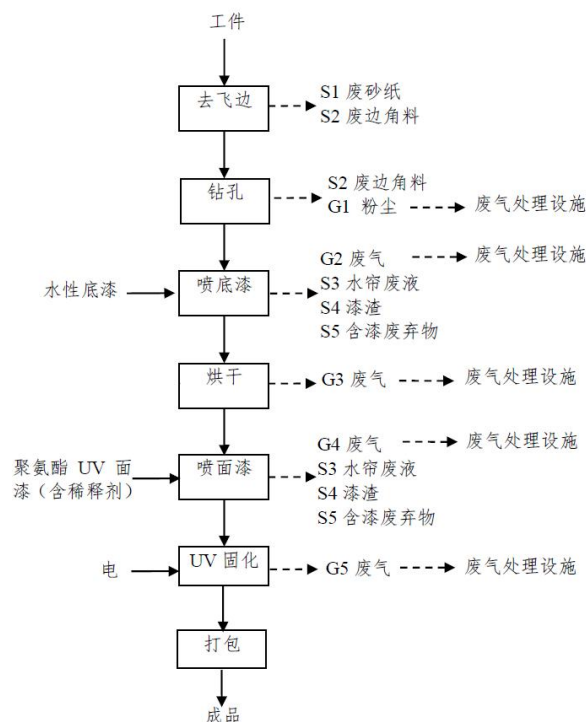 工件
去飞边
S1 废砂纸
S2 废边角料
钻孔
S2 废边角料
G1 粉尘
废气处理设施
水性底漆
喷底漆
G2 废气
废气处理设施
S3 水帘废液
S4 漆渣
S5 含漆废弃物
烘干
G3 废气
废气处理设施
聚氨酯 UV 面
漆（含稀释剂）
喷面漆
G4 废气
废气处理设施
S3 水帘废液
S4 漆渣
S5 含漆废弃物
电
UV 固化
G5 废气
废气处理设施
打包
成品